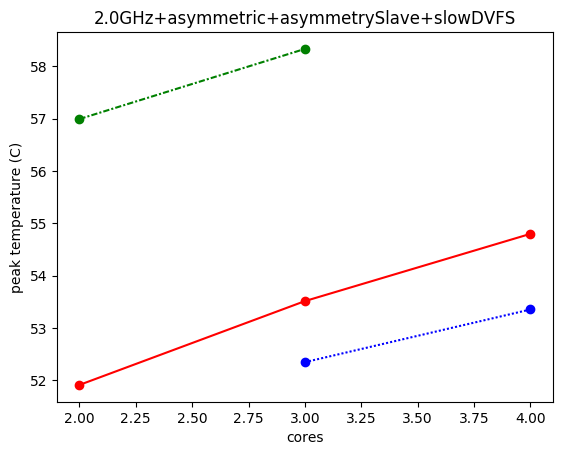 2.0GHz+asymmetric+asymmetrySlave+slowDVFS
58
57
56
55
54
53
52
peak temperature (C)
2.00 2.25 2.50 2.75 3.00 3.25 3.50 3.75 4.00
cores